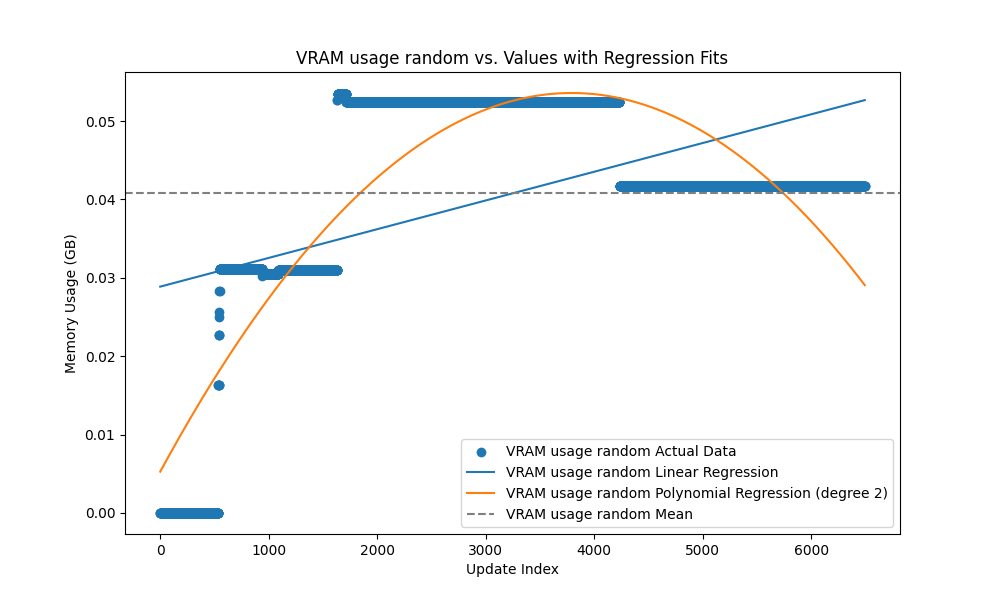 VRAM usage random vs. Values with Regression Fits
Memory Usage (GB)
0.05
0.04
0.03
0.02
0.01
0.00
VRAM usage random Actual Data
VRAM usage random Linear Regression
VRAM usage random Polynomial Regression (degree 2)
VRAM usage random Mean
0 1000 2000 3000 4000 5000 6000
Update Index